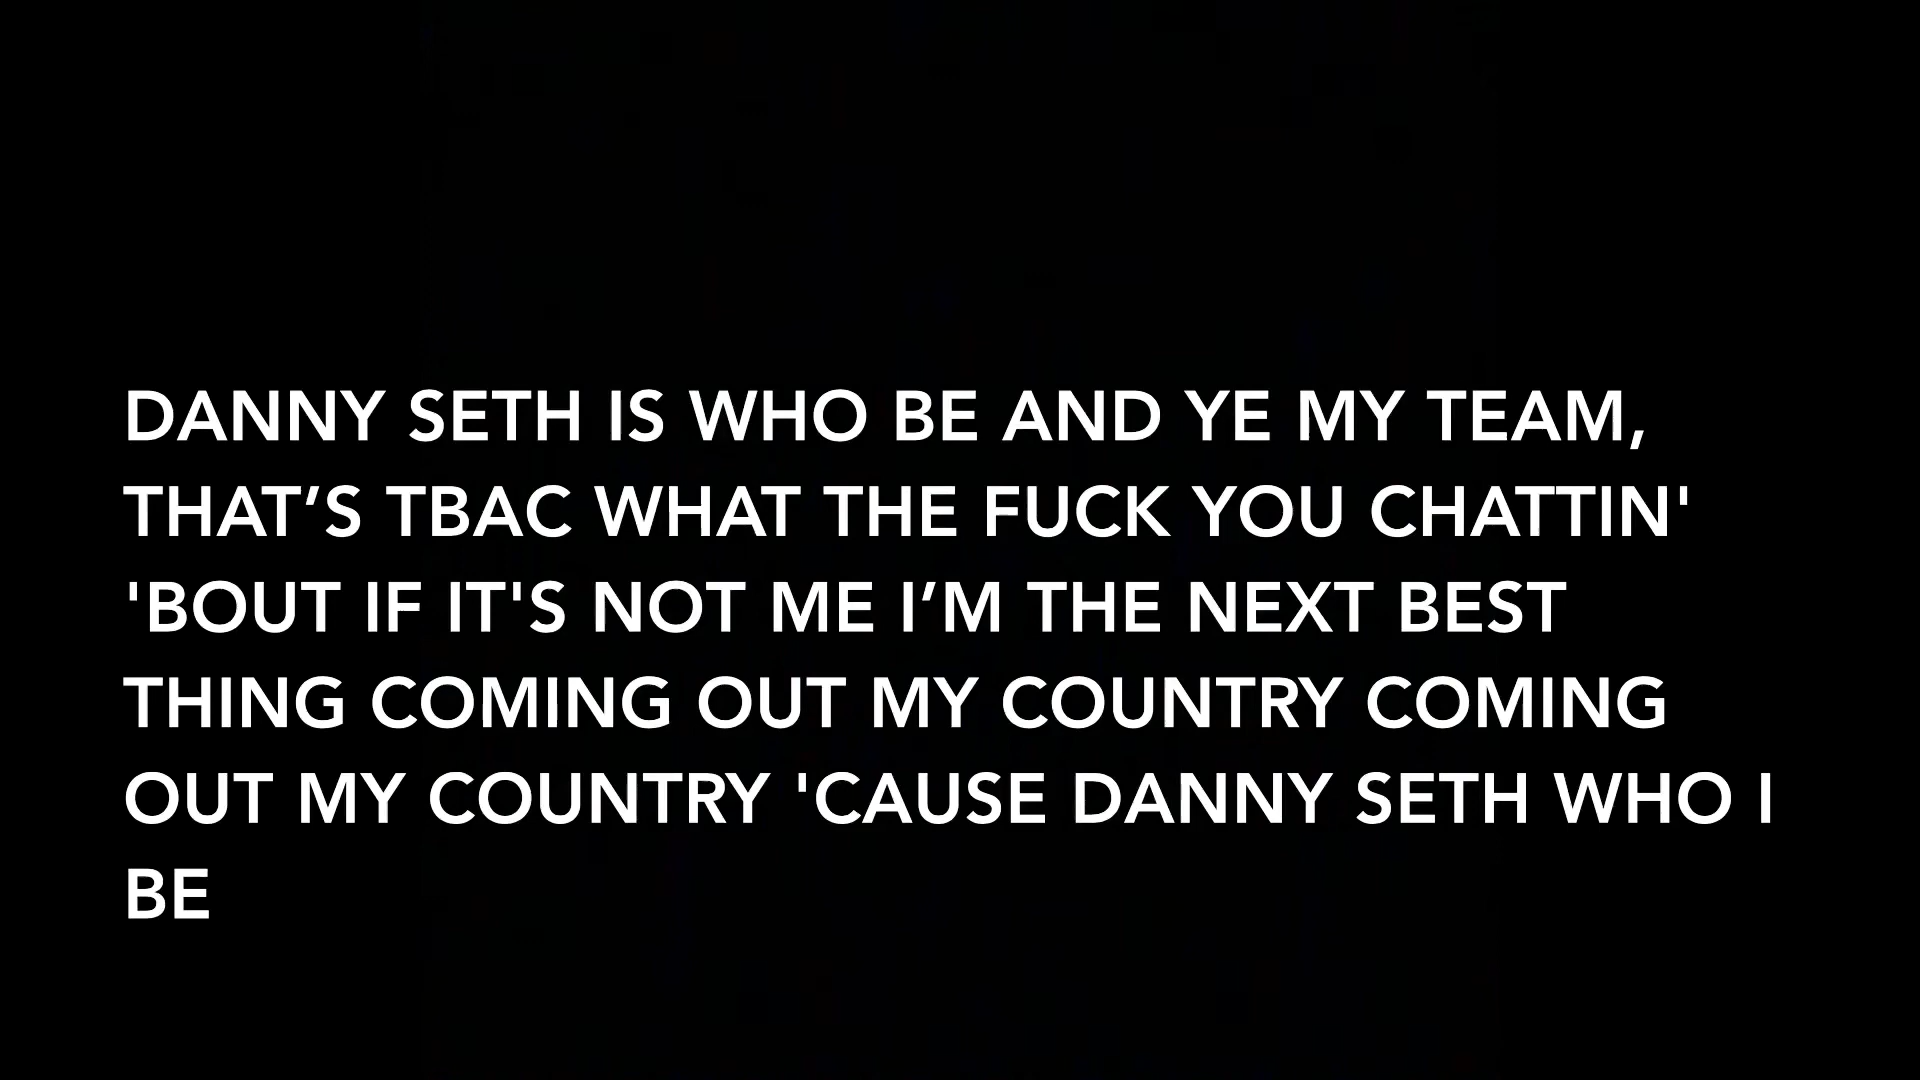 DANNY SETH IS WHO BE AND YE MY TEAM,
THAT’S TBAC WHAT THE FUCK YOU CHATTIN'
'BOUT IF IT'S NOT ME I’M THE NEXT BEST
THING COMING OUT MY COUNTRY COMING
OUT MY COUNTRY 'CAUSE DANNY SETH WHO I
BE